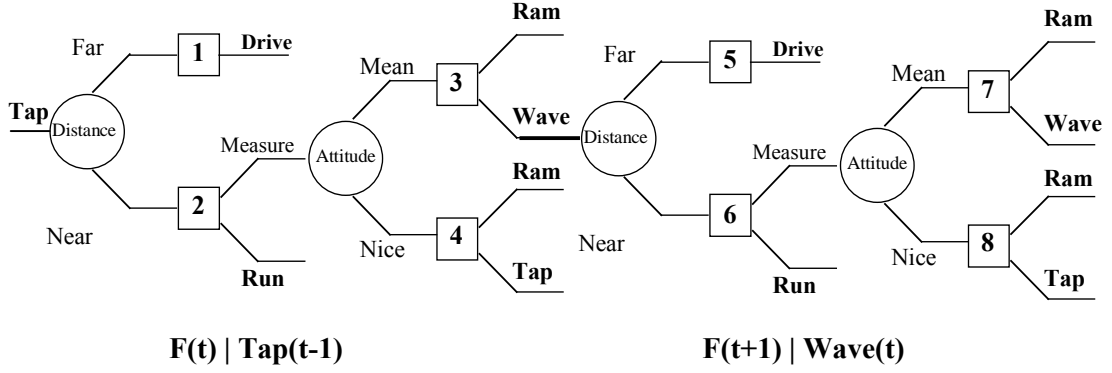 Ram
Far
1
Drive
Mean
3
Tap
Distance
Wave
Measure
Attitude
Ram
2
4
Near
Nice
Run
Tap
Ram
Far
5
Drive
Mean
7
Distance
Wave
Measure
Attitude
Ram
6
8
Near
Nice
Run
Tap
F(t) | Tap(t-1)
F(t+1) | Wave(t)